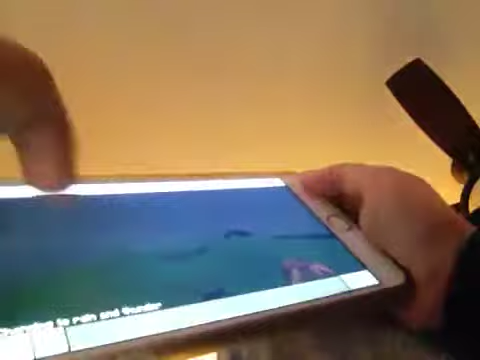 to rain and thunder